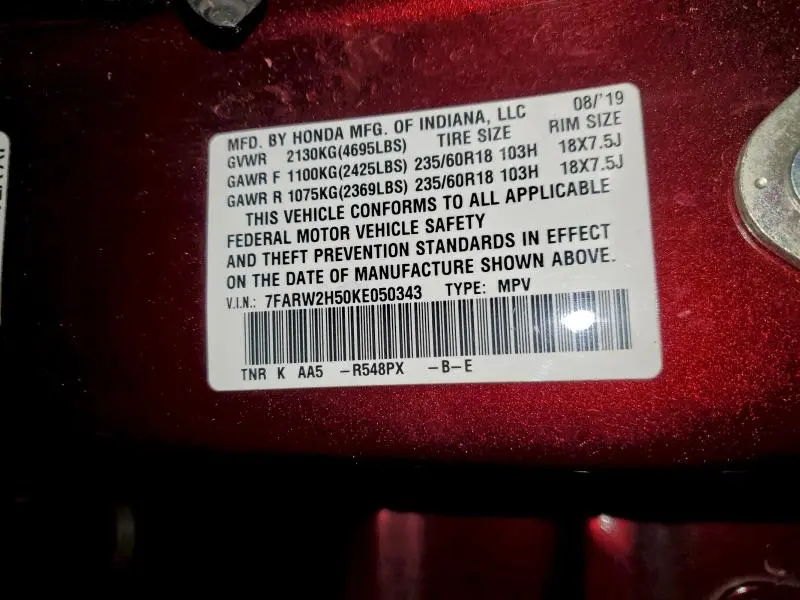 MFD. BY HONDA MFG. OF INDIANA, LLC 08/'19
GVWR 2130KG(4695LBS) TIRE SIZE RIM SIZE
GAWR F 1100KG(2425LBS) 235/60R18 103H 18X7.5J
GAWR R 1075KG(2369LBS) 235/60R18 103H 18X7.5J
THIS VEHICLE CONFORMS TO ALL APPLICABLE
FEDERAL MOTOR VEHICLE SAFETY
AND THEFT PREVENTION STANDARDS IN EFFECT
ON THE DATE OF MANUFACTURE SHOWN ABOVE.
V.I.N.: 7FARW2H50KE050343 TYPE: MPV
TNR K AA5 -R548PX -B-E